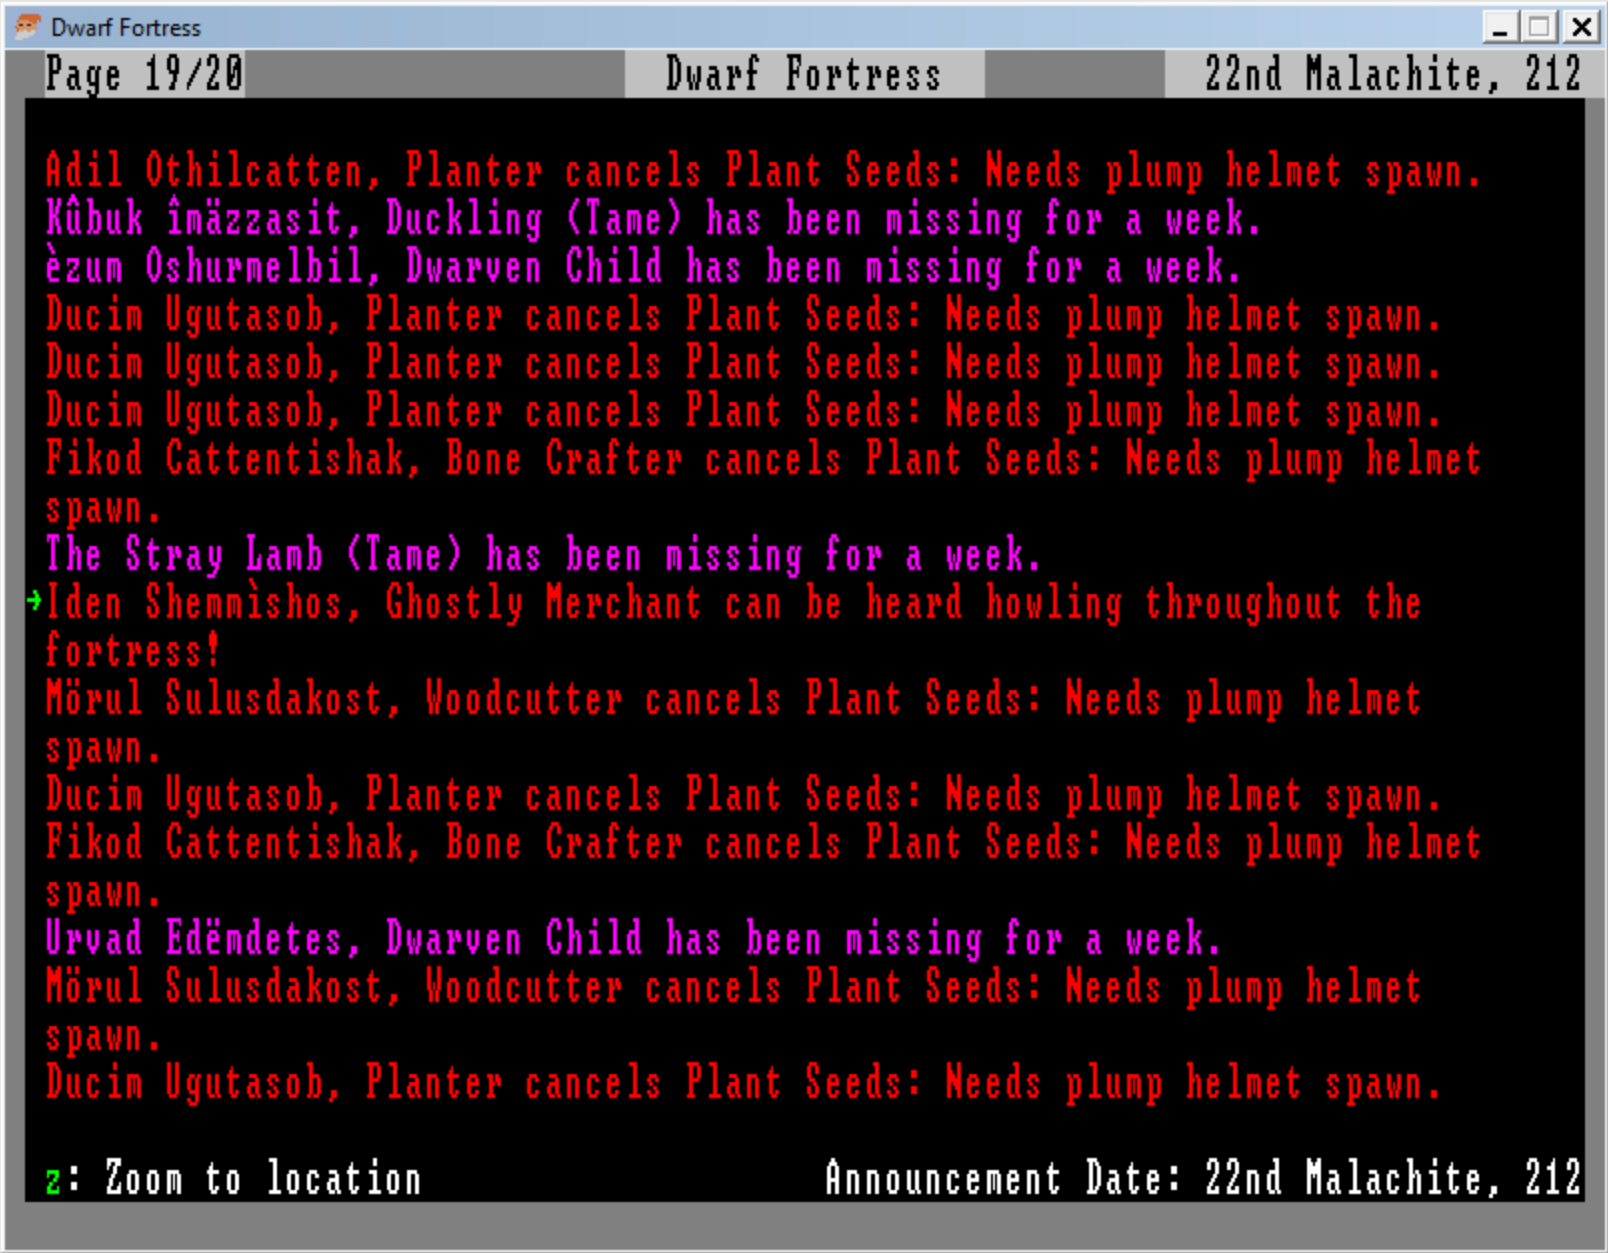 Dwarf Fortress
Page 19/20 Dwarf Fortress 22nd Malachite, 212
Adil Othilcatten, Planter cancels Plant Seeds: Needs plump helmet spawn.
Kûbuk îmäzzasit, Duckling (Tame) has been missing for a week.
èzum Oshurmelbil, Dwarven Child has been missing for a week.
Ducim Ugutasob, Planter cancels Plant Seeds: Needs plump helmet spawn.
Ducim Ugutasob, Planter cancels Plant Seeds: Needs plump helmet spawn.
Ducim Ugutasob, Planter cancels Plant Seeds: Needs plump helmet spawn.
Fikod Cattentishak, Bone Crafter cancels Plant Seeds: Needs plump helmet
spawn.
The Stray Lamb (Tame) has been missing for a week.
→Iden Shemmìshos, Ghostly Merchant can be heard howling throughout the
fortress!
Mörul Sulusdakost, Woodcutter cancels Plant Seeds: Needs plump helmet
spawn.
Ducim Ugutasob, Planter cancels Plant Seeds: Needs plump helmet spawn.
Fikod Cattentishak, Bone Crafter cancels Plant Seeds: Needs plump helmet
spawn.
Urvad Edëmdetes, Dwarven Child has been missing for a week.
Mörul Sulusdakost, Woodcutter cancels Plant Seeds: Needs plump helmet
spawn.
Ducim Ugutasob, Planter cancels Plant Seeds: Needs plump helmet spawn.
z: Zoom to location Announcement Date: 22nd Malachite, 212